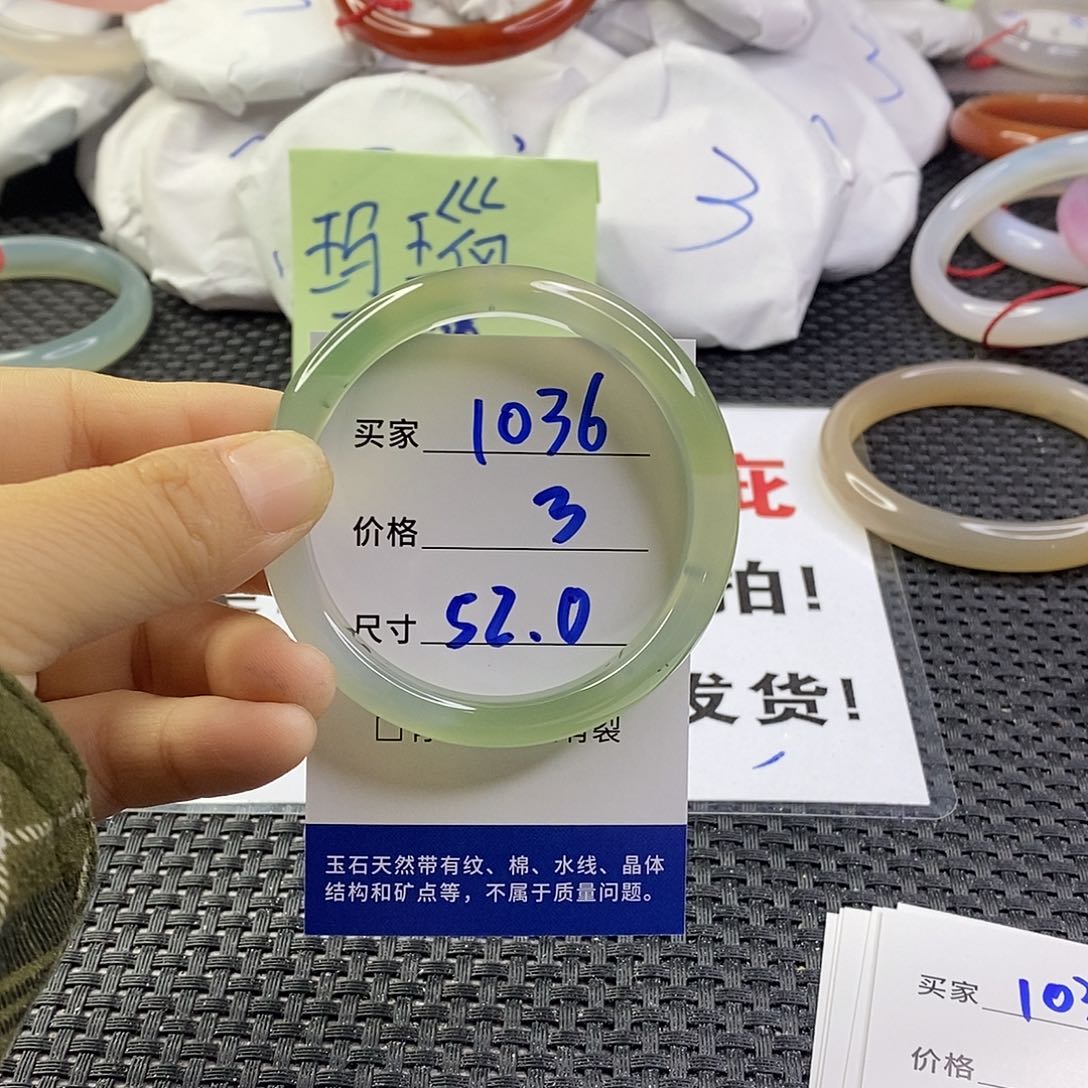 3
玛瑙
买家 1036
价格 3
尺寸 52.0
裂
玉石天然带有纹、棉、水线、晶体
结构和矿点等，不属于质量问题。
疵
拍！
发货！
买家 103
价格